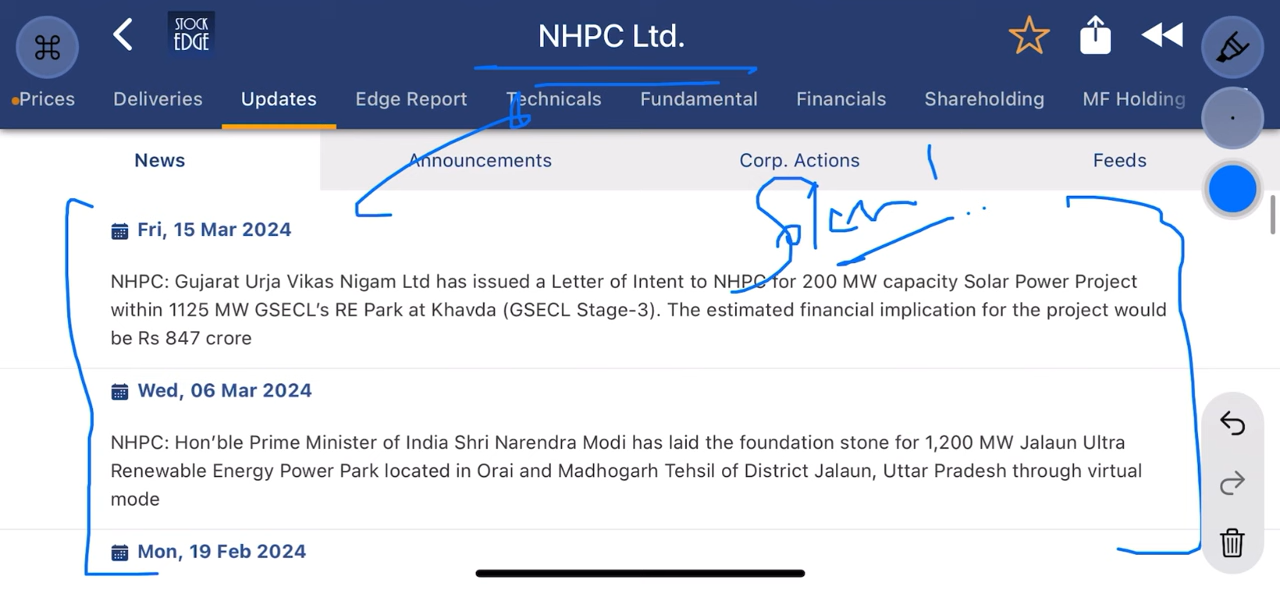 STOCK EDGE
NHPC Ltd.
Prices Deliveries Updates Edge Report Technicals Fundamental Financials Shareholding MF Holding
News Announcements Corp. Actions Feeds
Fri, 15 Mar 2024
Solar
NHPC: Gujarat Urja Vikas Nigam Ltd has issued a Letter of Intent to NHPC for 200 MW capacity Solar Power Project
within 1125 MW GSECL’s RE Park at Khavda (GSECL Stage-3). The estimated financial implication for the project would
be Rs 847 crore
Wed, 06 Mar 2024
NHPC: Hon’ble Prime Minister of India Shri Narendra Modi has laid the foundation stone for 1,200 MW Jalaun Ultra
Renewable Energy Power Park located in Orai and Madhogarh Tehsil of District Jalaun, Uttar Pradesh through virtual
mode
Mon, 19 Feb 2024